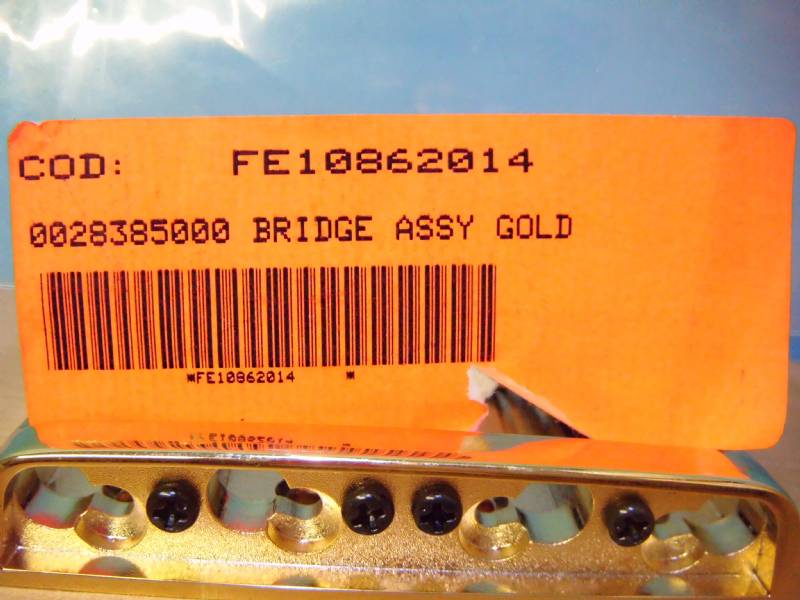 COD: FE10862014
0028385000 BRIDGE ASSY GOLD
*FE10862014 *